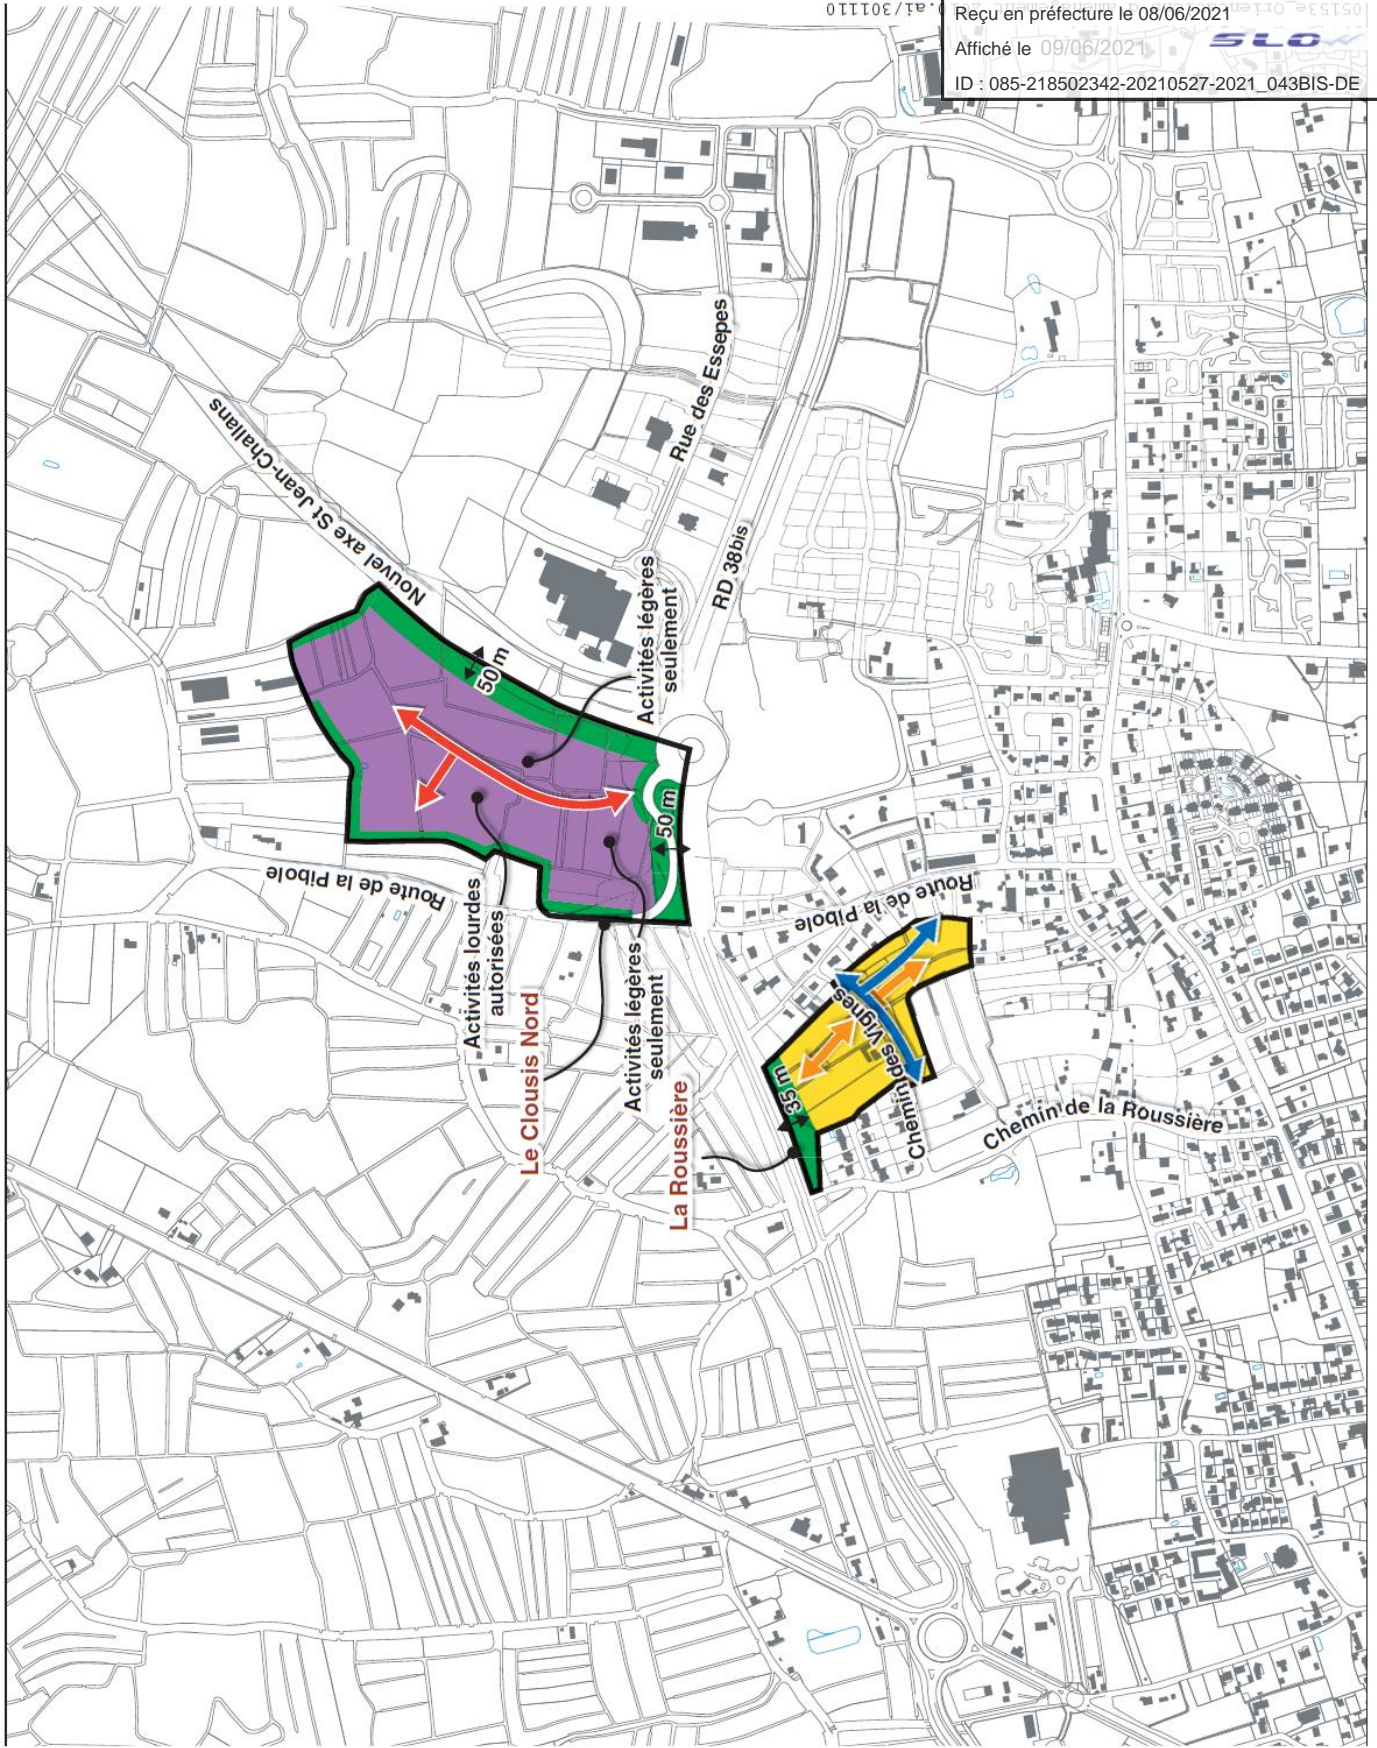 Reçu en préfecture le 08/06/2021
Affiché le 09/06/2021
SLO
ID : 085-218502342-20210527-2021_043BIS-DE
.ai/301110
Nouvel axe St Jean-Challans
Rue des Essepes
RD 38bis
50 m
Activités légères
seulement
50 m
Route de la Pibole
Activités lourdes
autorisées
Le Clousis Nord
Activités légères
seulement
La Roussière
Route de la Pibole
Chemin des Vignes
35 m
Chemin de la Roussière